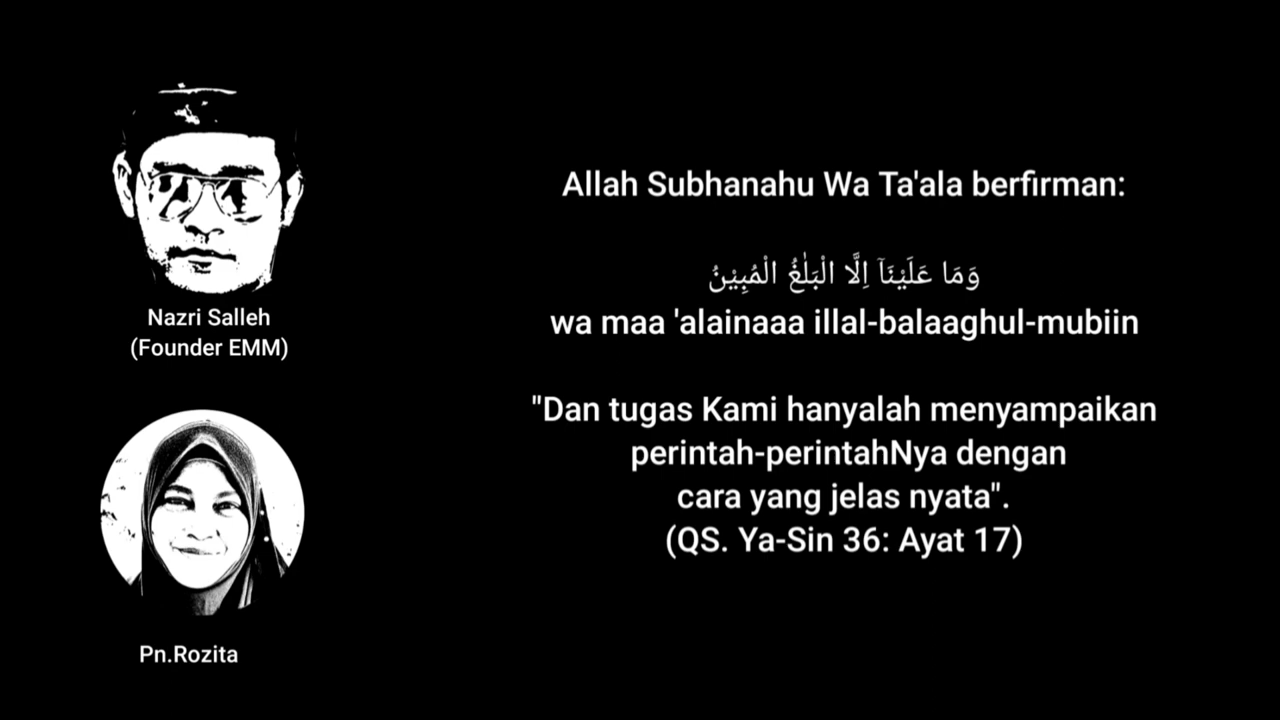 Nazri Salleh
(Founder EMM)
Pn.Rozita
Allah Subhanahu Wa Ta'ala berfirman:
وَمَا عَلَيْنَآ اِلَّا الْبَلٰغُ الْمُبِيْنُ
wa maa 'alainaaa illal-balaaghul-mubiin
"Dan tugas Kami hanyalah menyampaikan
perintah-perintahNya dengan
cara yang jelas nyata".
(QS. Ya-Sin 36: Ayat 17)